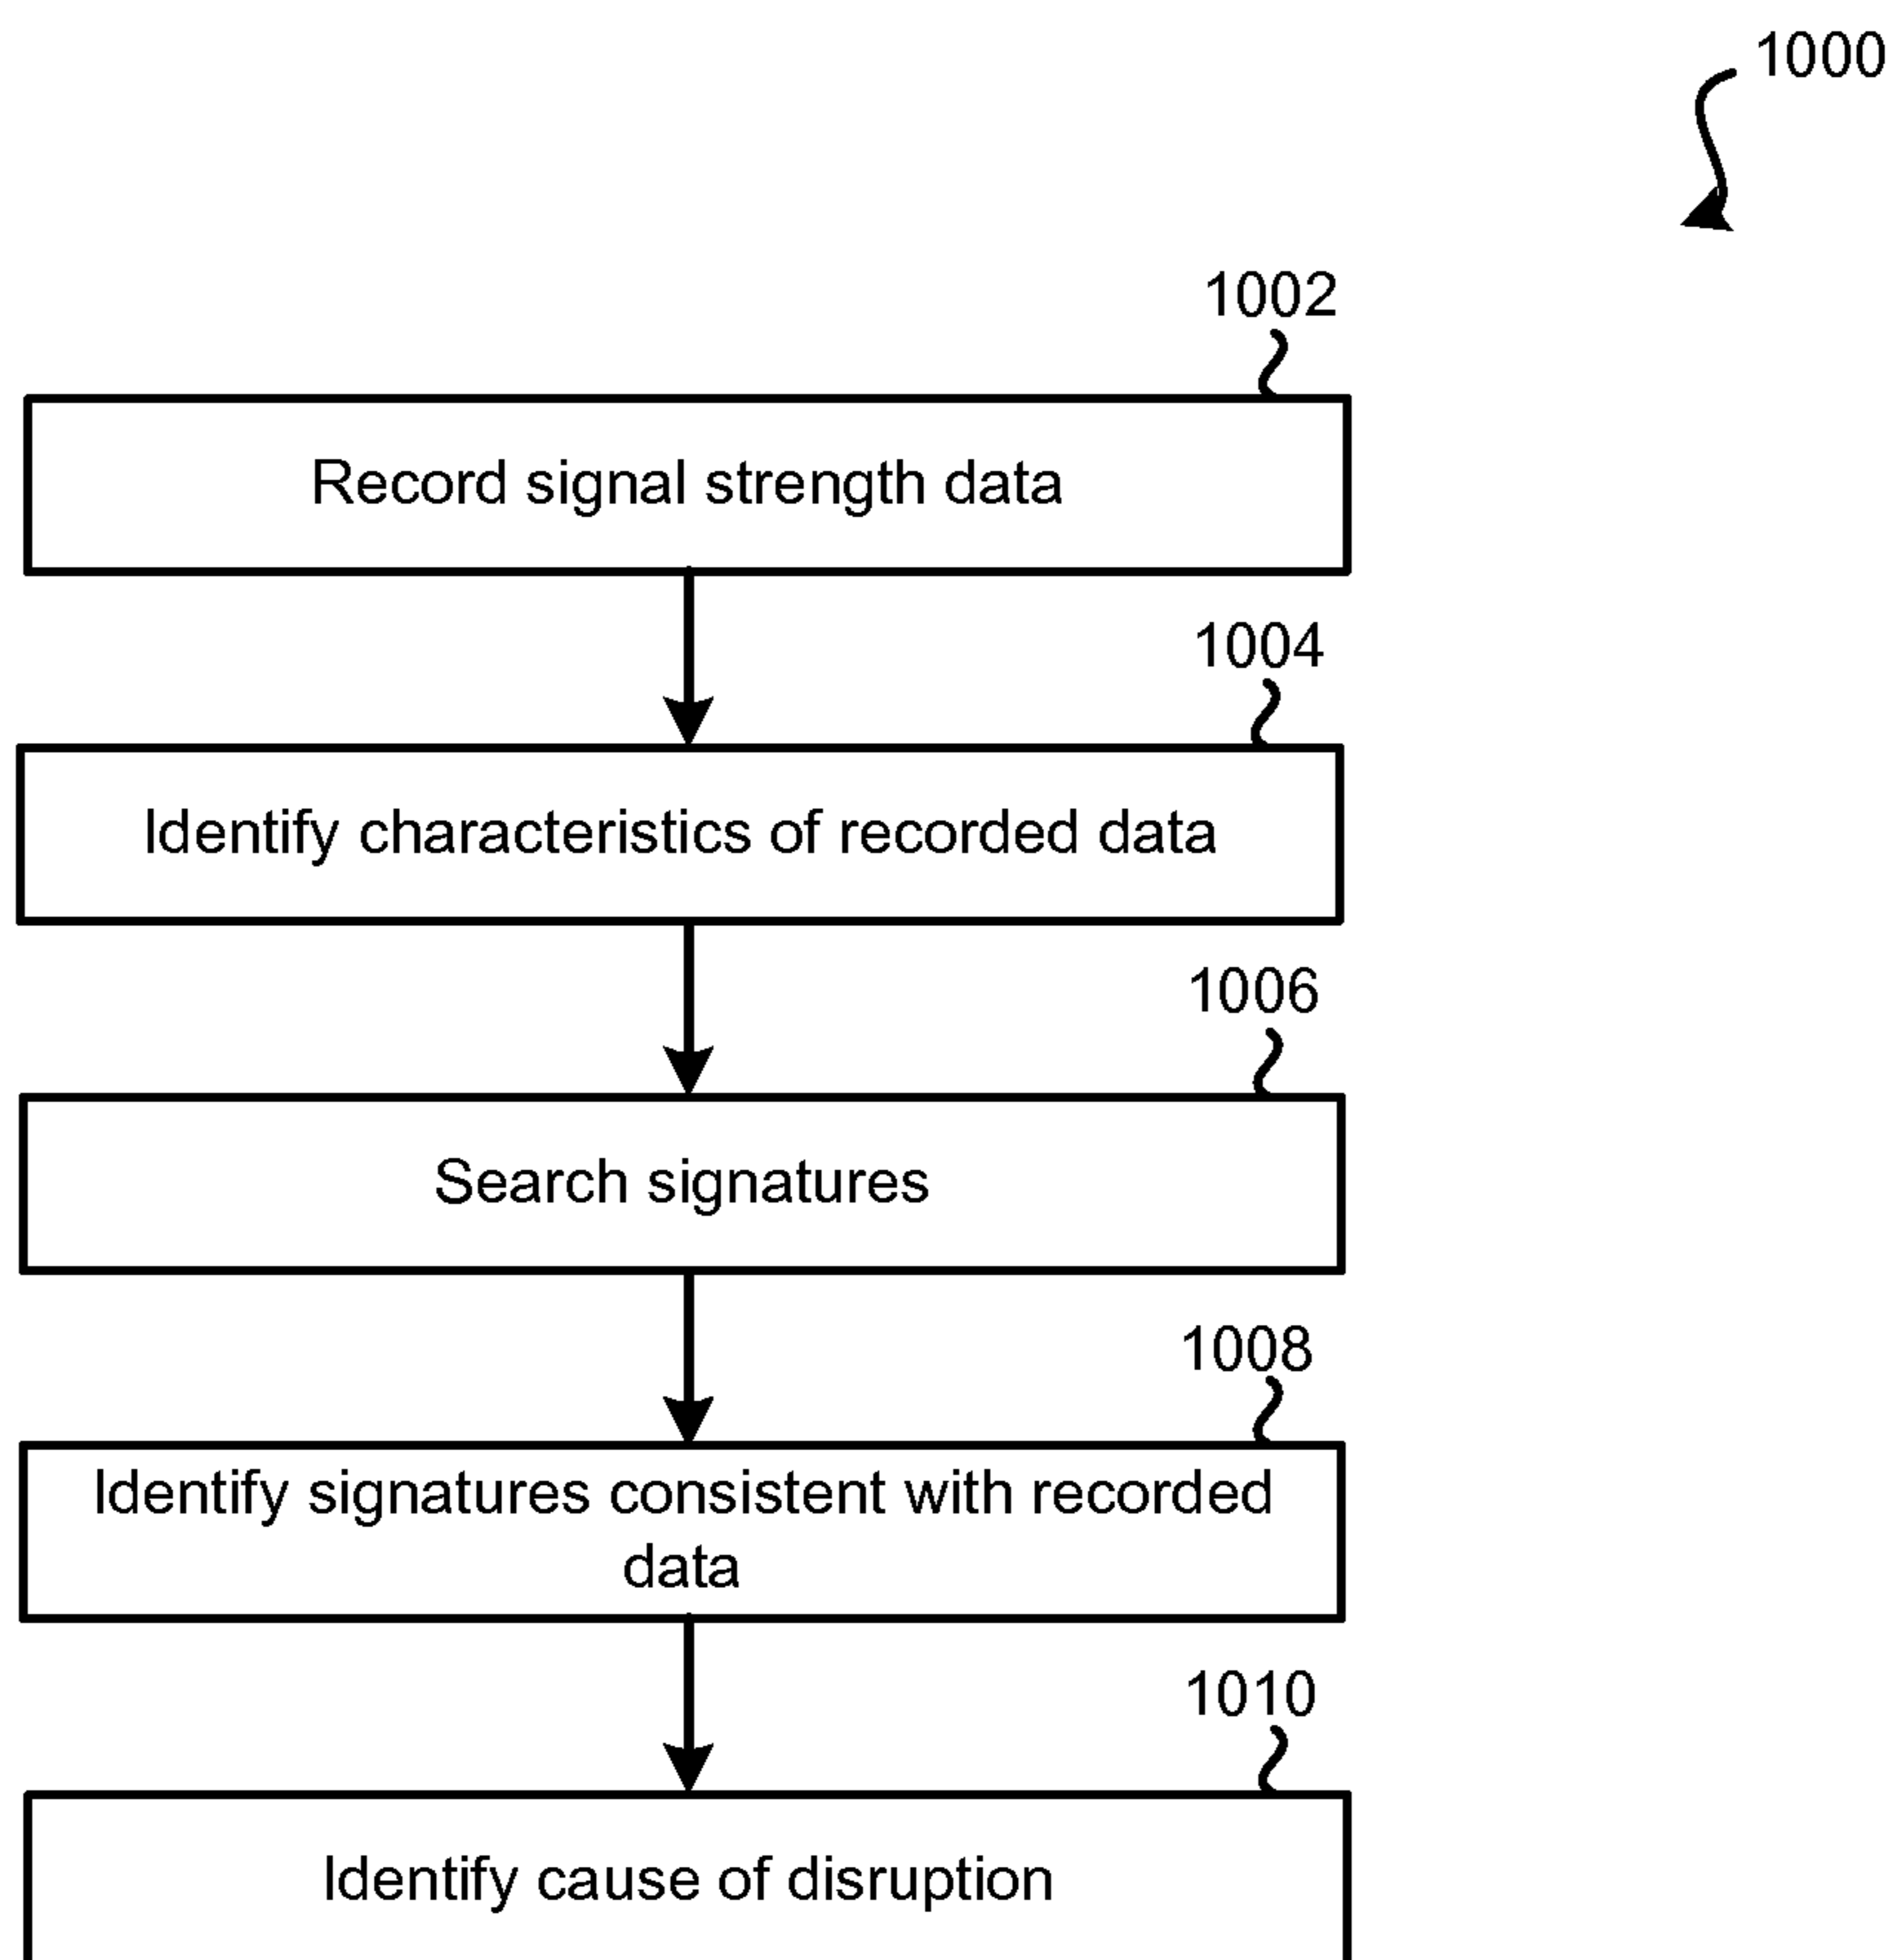 1000
1002
Record signal strength data
1004
Identify characteristics of recorded data
1006
Search signatures
1008
Identify signatures consistent with recorded
data
1010
Identify cause of disruption